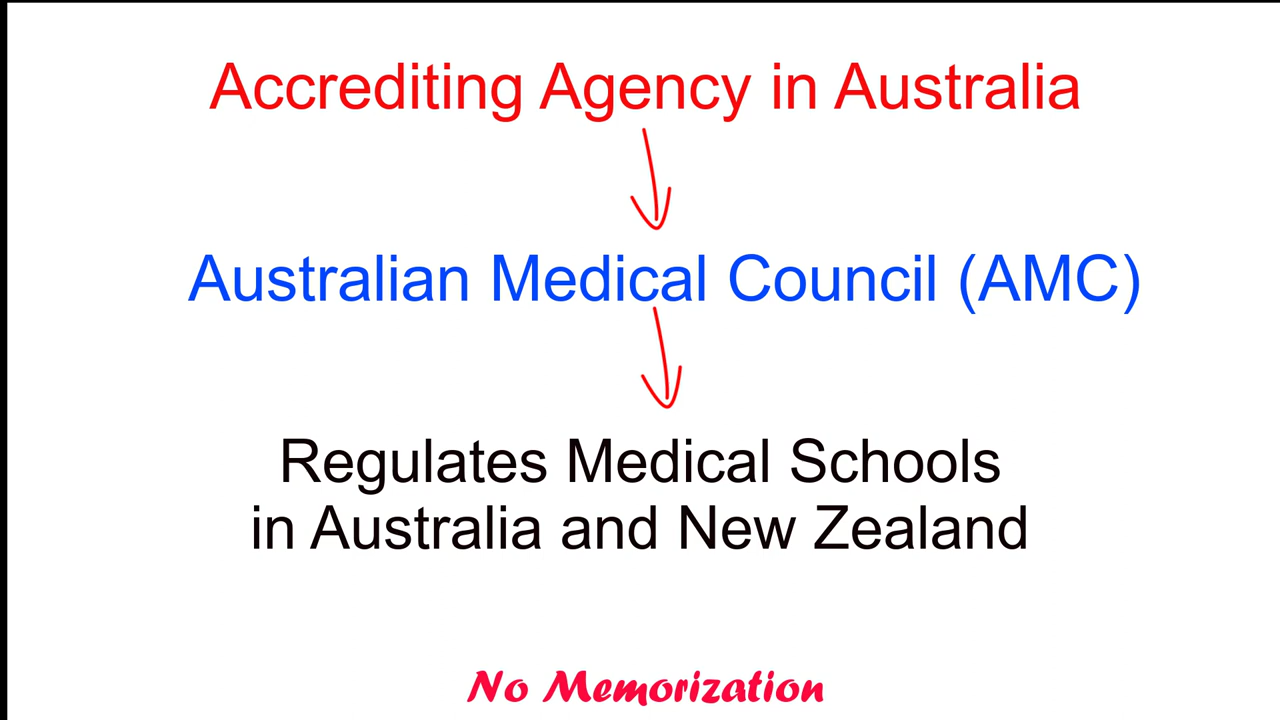 Accrediting Agency in Australia
Australian Medical Council (AMC)
Regulates Medical Schools
in Australia and New Zealand
No Memorization